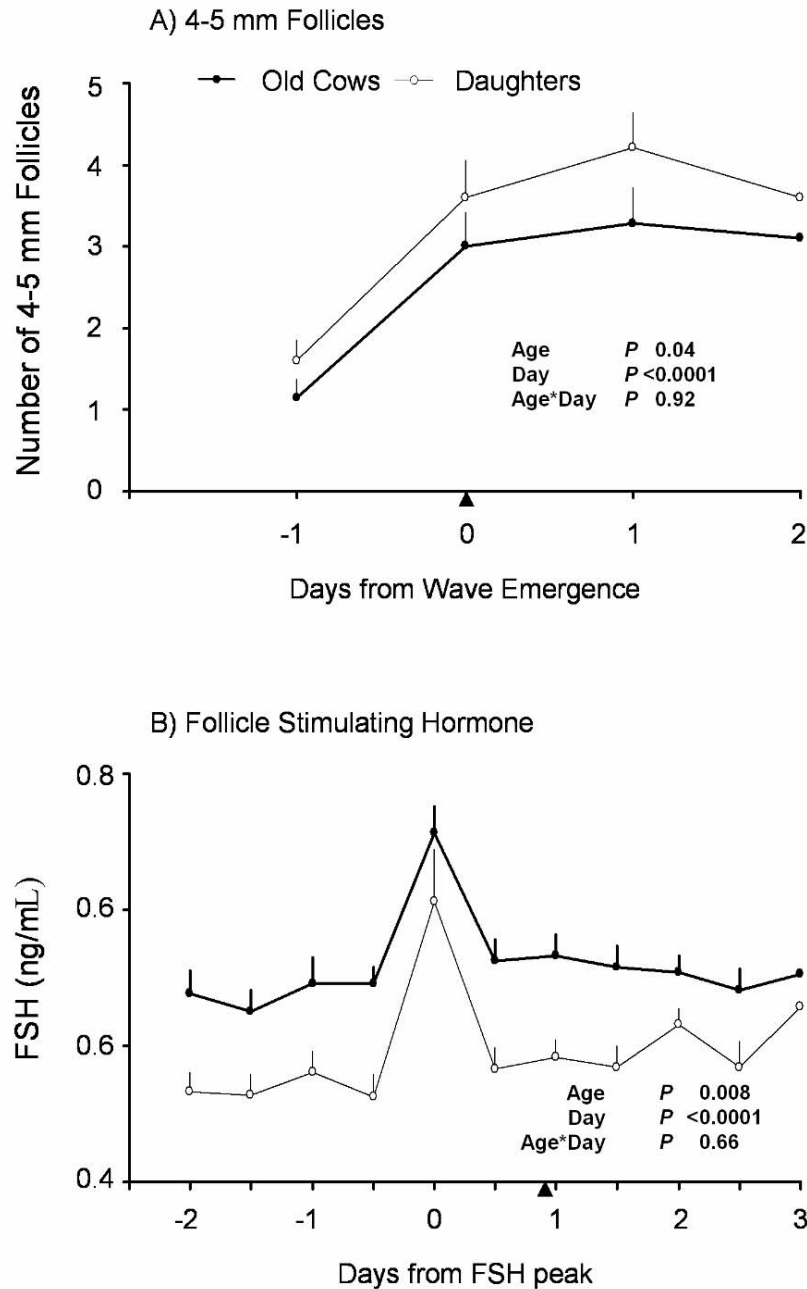 A) 4-5 mm Follicles
Old Cows Daughters
Number of 4-5 mm Follicles
5
4
3
2
1
0
Age P 0.04
Day P <0.0001
Age*Day P 0.92
-1 0 1 2
Days from Wave Emergence
B) Follicle Stimulating Hormone
FSH (ng/mL)
0.8
0.6
0.6
0.4
Age P 0.008
Day P <0.0001
Age*Day P 0.66
-2 -1 0 1 2 3
Days from FSH peak